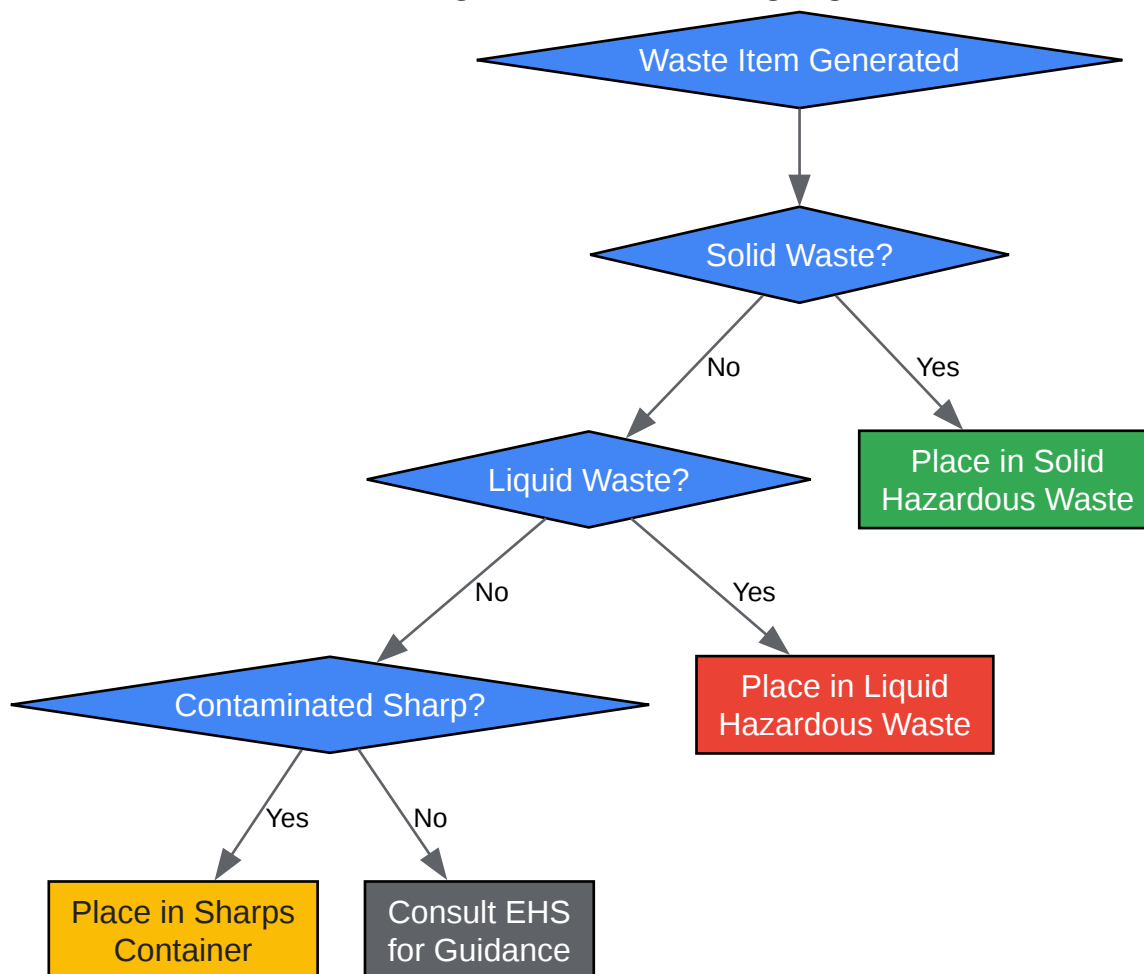 Waste Item Generated
Solid Waste?
No
Yes
Liquid Waste?
Place in Solid
Hazardous Waste
No
Yes
Contaminated Sharp?
Place in Liquid
Hazardous Waste
Yes
No
Place in Sharps
Container
Consult EHS
for Guidance